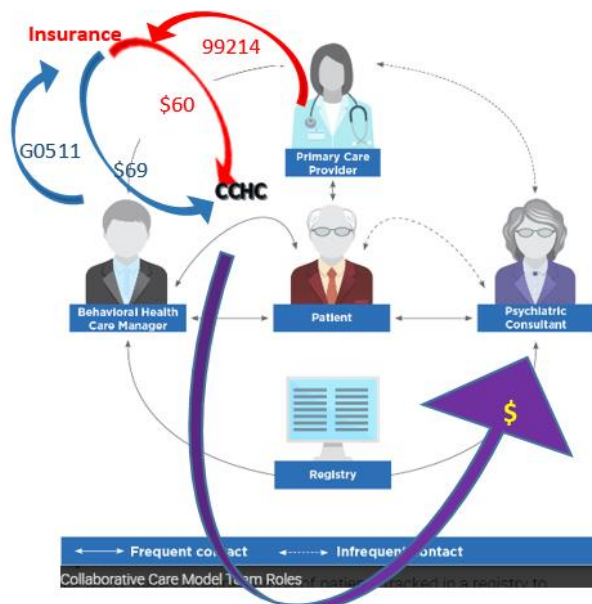 Insurance
99214
$60
G0511
$69
CCHC
Primary Care
Provider
Behavioral Health
Care Manager
Patient
Psychiatric
Consultant
$
Registry
Frequent contact
Infrequent contact
Collaborative Care Model Team Roles
of patients tracked in a registry to